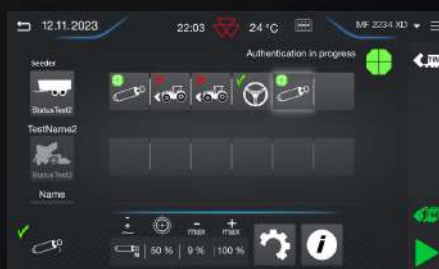 12.11.2023
22:03
24 °C
MF 2234 XD
Authentication in progress
Seeder
StatusText2
TestName2
StatusText2
Name
max
max
N
50 %
9 %
100 %